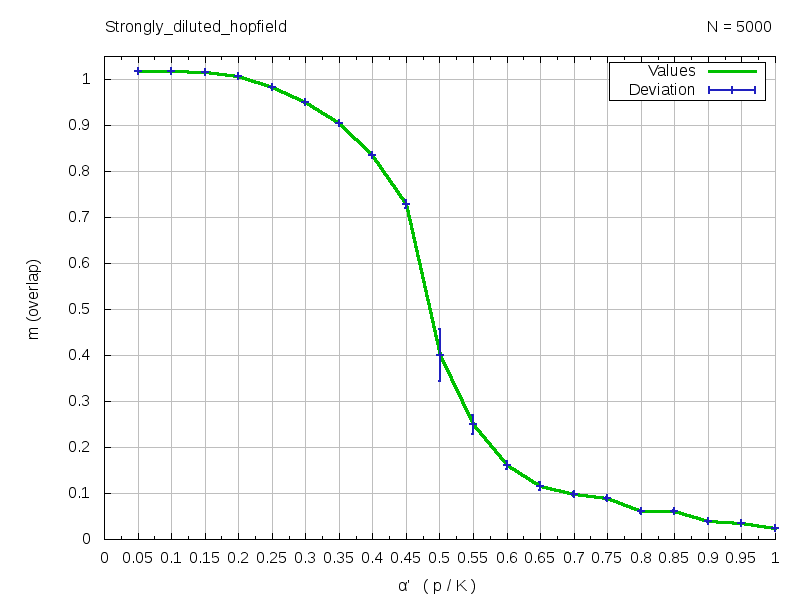 Strongly_diluted_hopfield
N = 5000
Values
Deviation
m (overlap)
1
0.9
0.8
0.7
0.6
0.5
0.4
0.3
0.2
0.1
0
0 0.05 0.1 0.15 0.2 0.25 0.3 0.35 0.4 0.45 0.5 0.55 0.6 0.65 0.7 0.75 0.8 0.85 0.9 0.95 1
α' ( p / K )